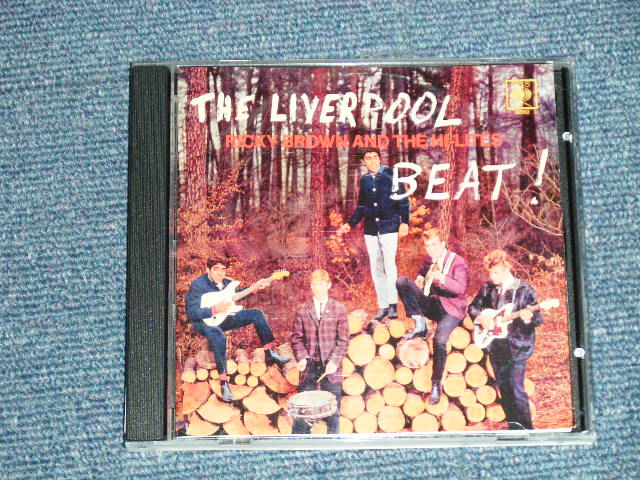 THE LIVERPOOL
RICKY BROWN AND THE HI-LITES
BEAT!